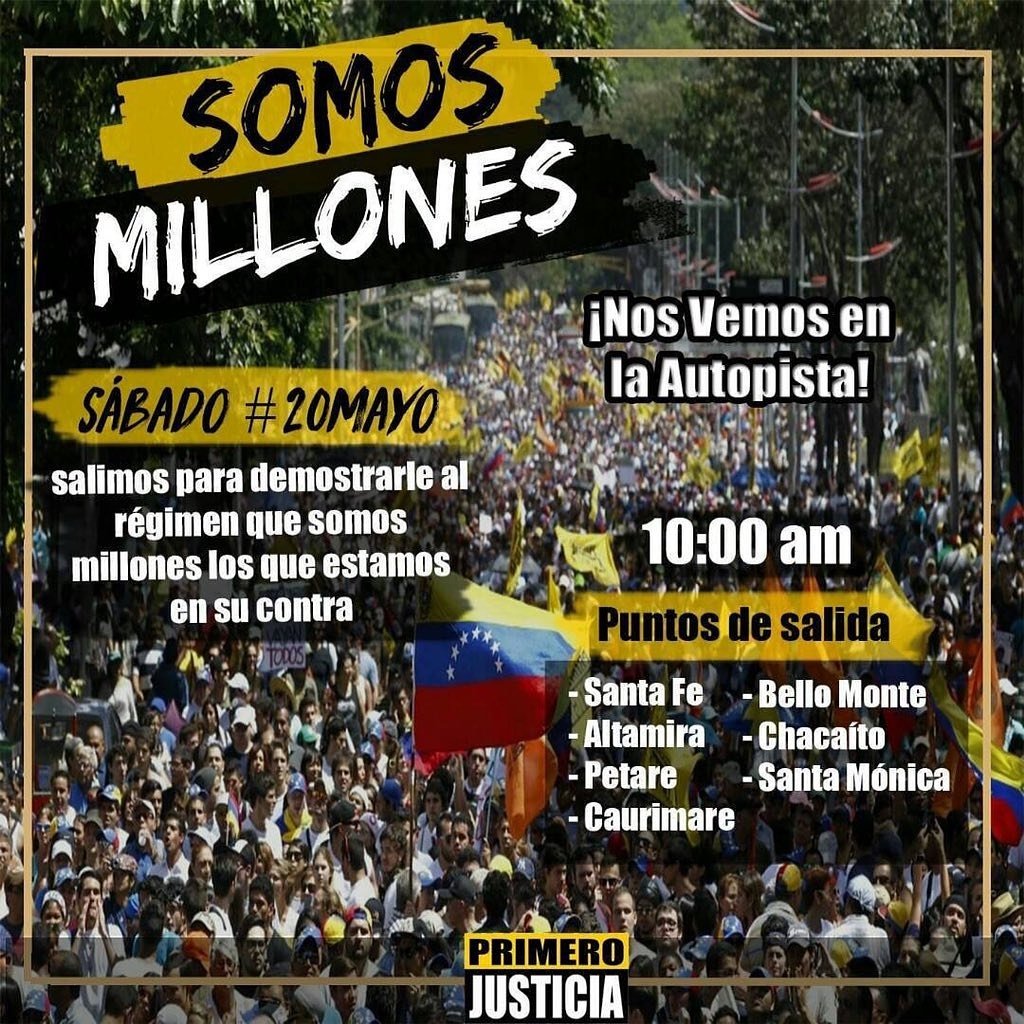 SOMOS
MILLONES
¡Nos Vemos en
la Autopista!
SÁBADO #20MAYO
salimos para demostrarle al
régimen que somos
millones los que estamos
en su contra
10:00 am
Puntos de salida
- Santa Fe
- Altamira
- Petare
- Caurimare
- Bello Monte
- Chacaíto
- Santa Mónica
TODOS
PRIMERO
JUSTICIA